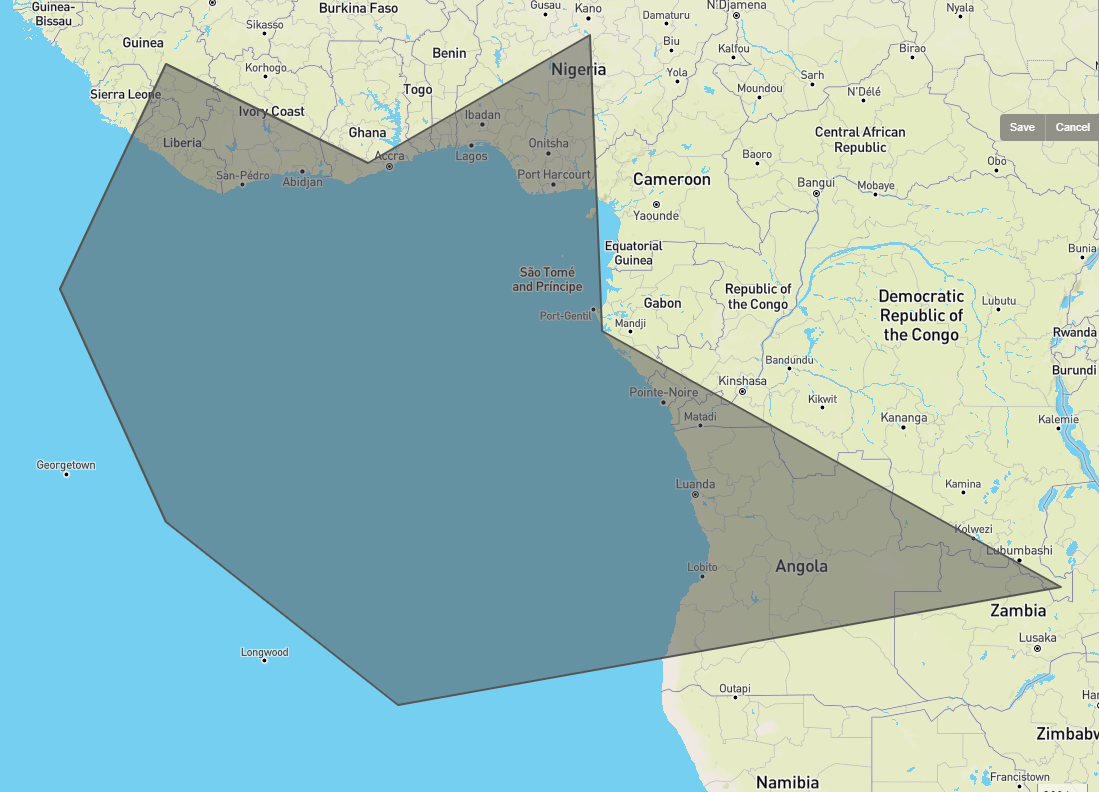 Guinea-
Bissau
Burkina Faso
Gusau
Kano
N'Djamena
Nyala
Sikasso
Damaturu
Guinea
Biu
Kalfou
Birao
Benin
Korhogo
Nigeria
Yola
Sarh
Togo
Moundou
N'Délé
Sierra Leone
Ivory Coast
Ibadan
Ghana
Save
Cancel
Central African
Republic
Liberia
Onitsha
Accra
Lagos
Baoro
Obo
San-Pédro
Abidjan
Port Harcourt
Cameroon
Bangui
Mobaye
Yaounde
Equatorial
Guinea
Bunia
São Tomé
and Príncipe
Republic of
the Congo
Gabon
Democratic
Republic of
the Congo
Lubutu
Port-Gentil
Mandji
Rwanda
Bandundu
Burundi
Kinshasa
Pointe-Noire
Kikwit
Matadi
Kananga
Kalemie
Georgetown
Luanda
Kamina
Kolwezi
Lubumbashi
Lobito
Angola
Zambia
Lusaka
Longwood
Outapi
Har
Zimbabw
Namibia
Francistown